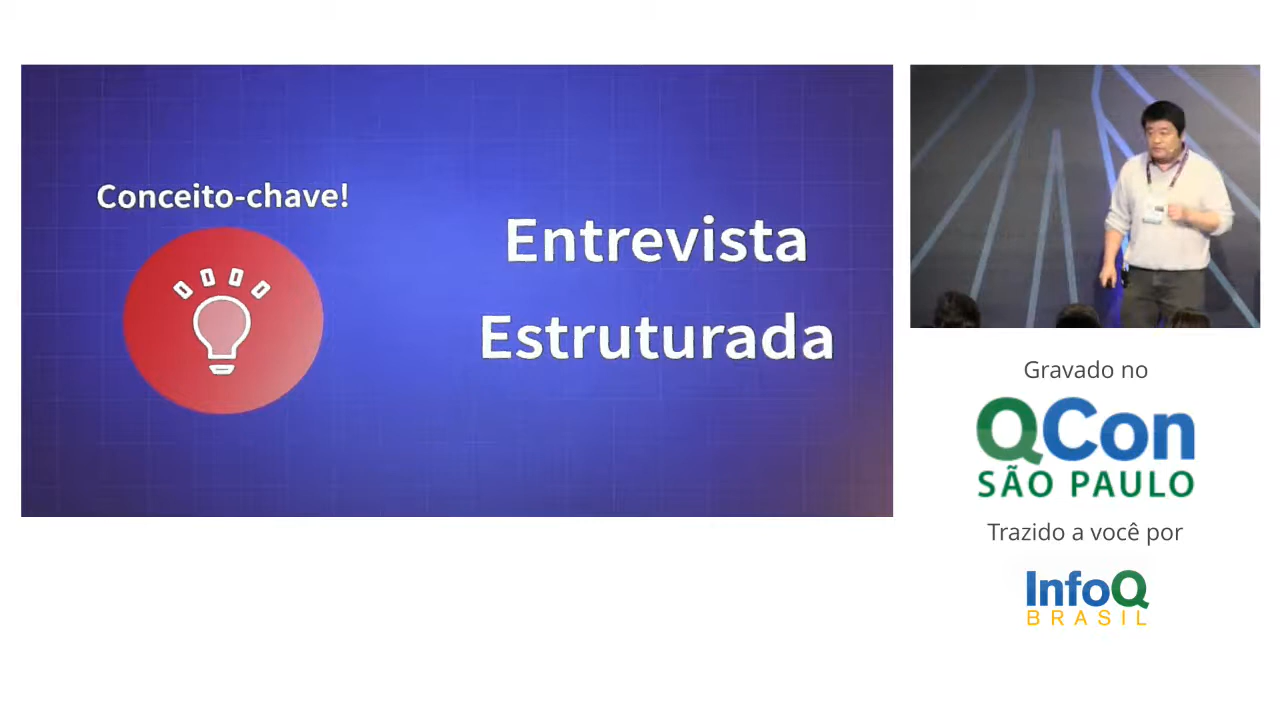 Conceito-chave!
Entrevista
Estruturada
Gravado no
QCon
SÃO PAULO
Trazido a você por
InfoQ
BRASIL